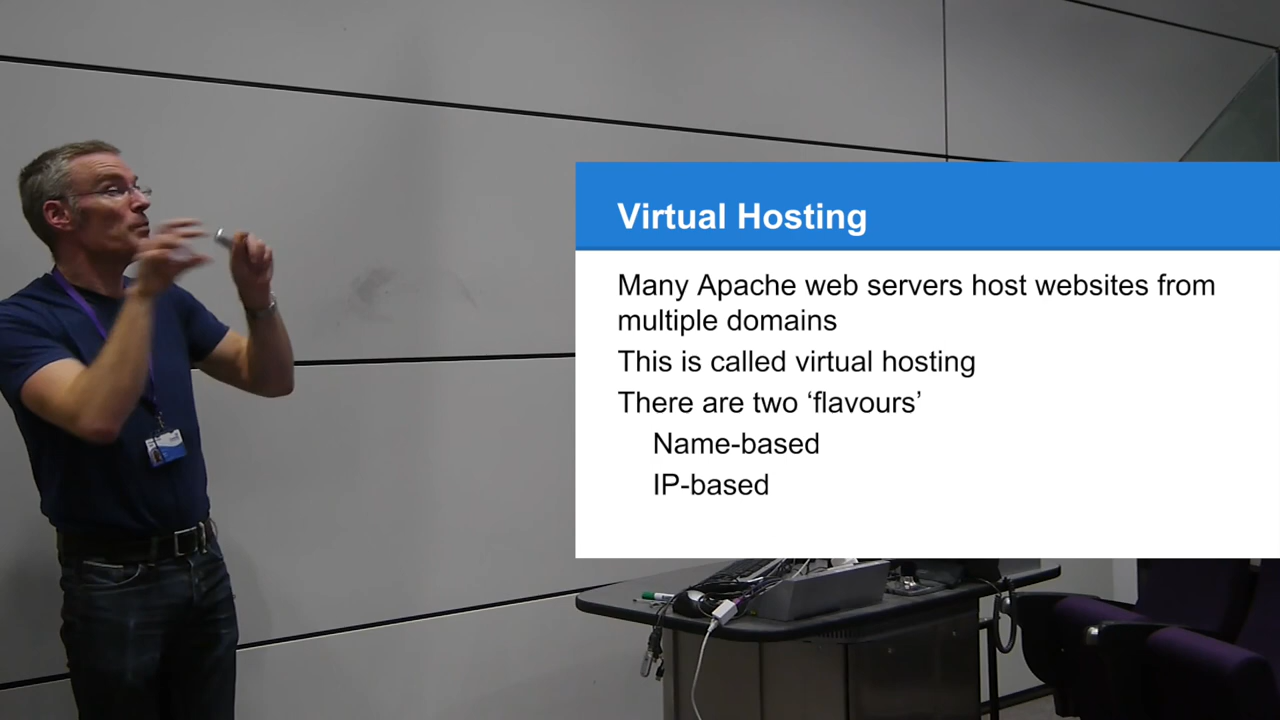 Virtual Hosting
Many Apache web servers host websites from
multiple domains
This is called virtual hosting
There are two ‘flavours’
Name-based
IP-based